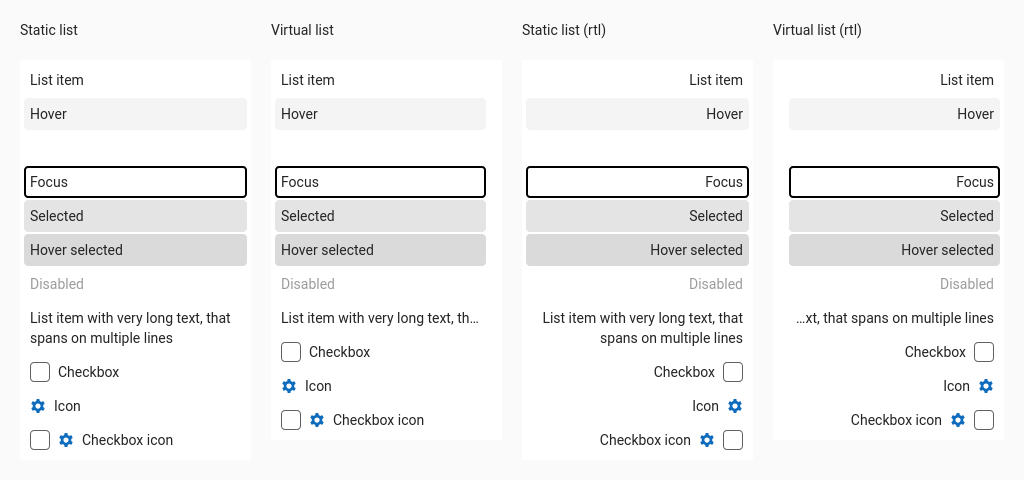 Static list
List item
Hover
Focus
Selected
Hover selected
Disabled
List item with very long text, that
spans on multiple lines
Checkbox
Icon
Checkbox icon
Virtual list
List item
Hover
Focus
Selected
Hover selected
Disabled
List item with very long text, th…
Checkbox
Icon
Checkbox icon
Static list (rtl)
List item
Hover
Focus
Selected
Hover selected
Disabled
List item with very long text, that
spans on multiple lines
Checkbox
Icon
Checkbox icon
Virtual list (rtl)
List item
Hover
Focus
Selected
Hover selected
Disabled
…xt, that spans on multiple lines
Checkbox
Icon
Checkbox icon